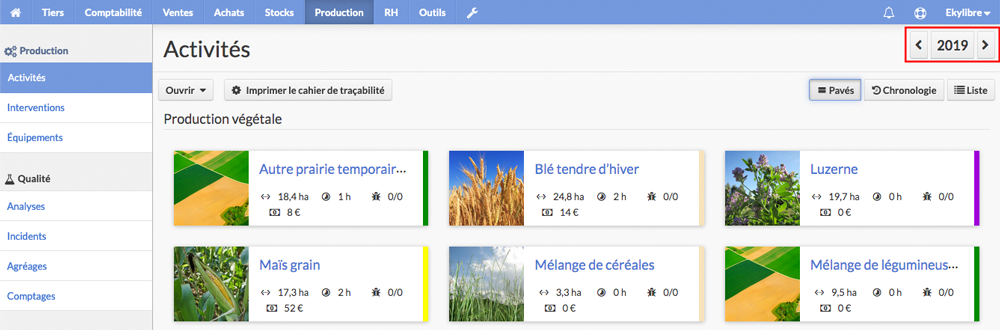 Tiers Comptabilité Ventes Achats Stocks Production RH Outils Ekylibre
Production
Activités
Interventions
Équipements
Qualité
Analyses
Incidents
Agréages
Comptages
Activités
2019
Ouvrir Imprimer le cahier de traçabilité Pavés Chronologie Liste
Production végétale
Autre prairie temporair...
18,4 ha 1 h 0/0
8 €
Blé tendre d'hiver
24,8 ha 2 h 0/0
14 €
Luzerne
19,7 ha 0 h 0/0
0 €
Maïs grain
17,3 ha 2 h 0/0
52 €
Mélange de céréales
3,3 ha 0 h 0/0
0 €
Mélange de légumineus...
9,5 ha 0 h 0/0
0 €